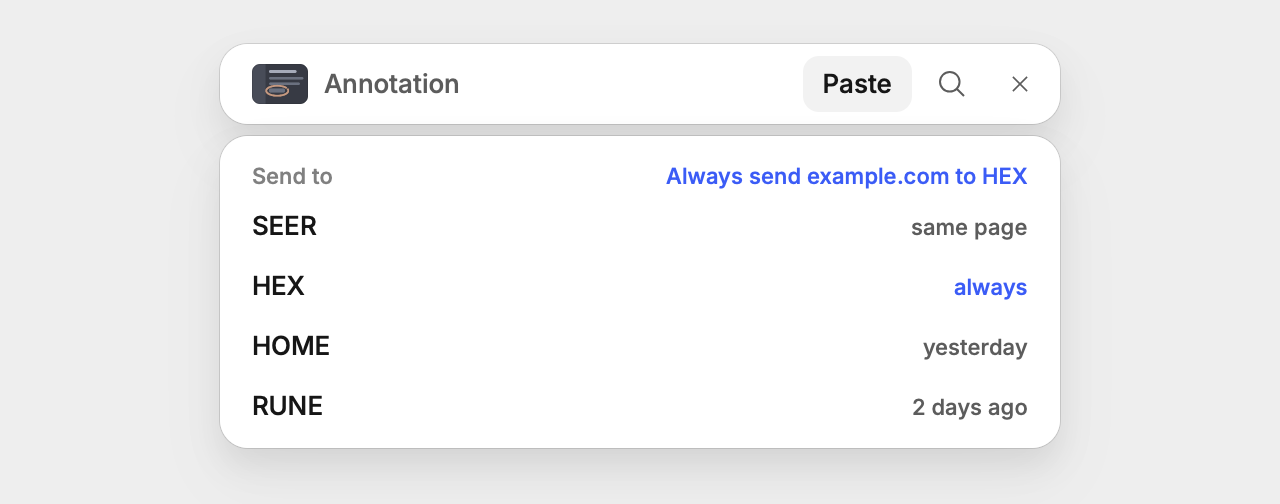 Annotation Paste
Send to Always send example.com to HEX
SEER same page
HEX always
HOME yesterday
RUNE 2 days ago